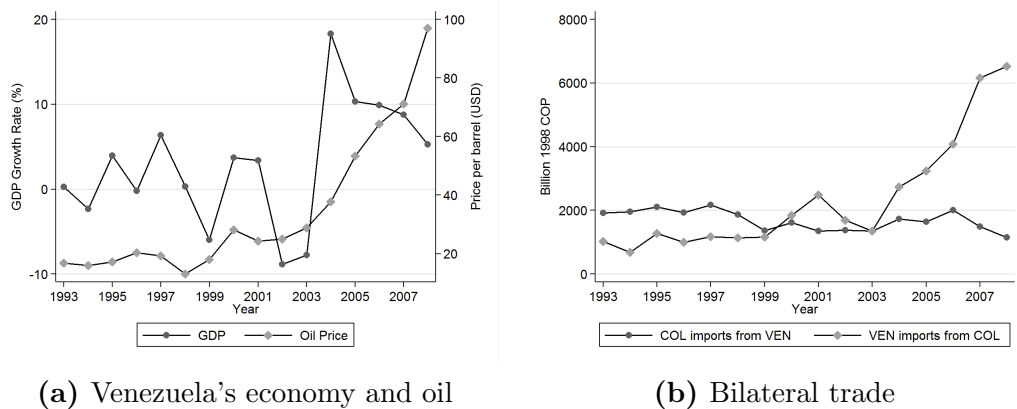 20
10
0
-10
GDP Growth Rate (%)
100
80
60
40
20
Price per barrel (USD)
1993 1995 1997 1999 2001 2003 2005 2007
Year
GDP Oil Price
(a) Venezuela's economy and oil
8000
6000
4000
2000
0
Billion 1998 COP
1993 1995 1997 1999 2001 2003 2005 2007
Year
COL imports from VEN VEN imports from COL
(b) Bilateral trade